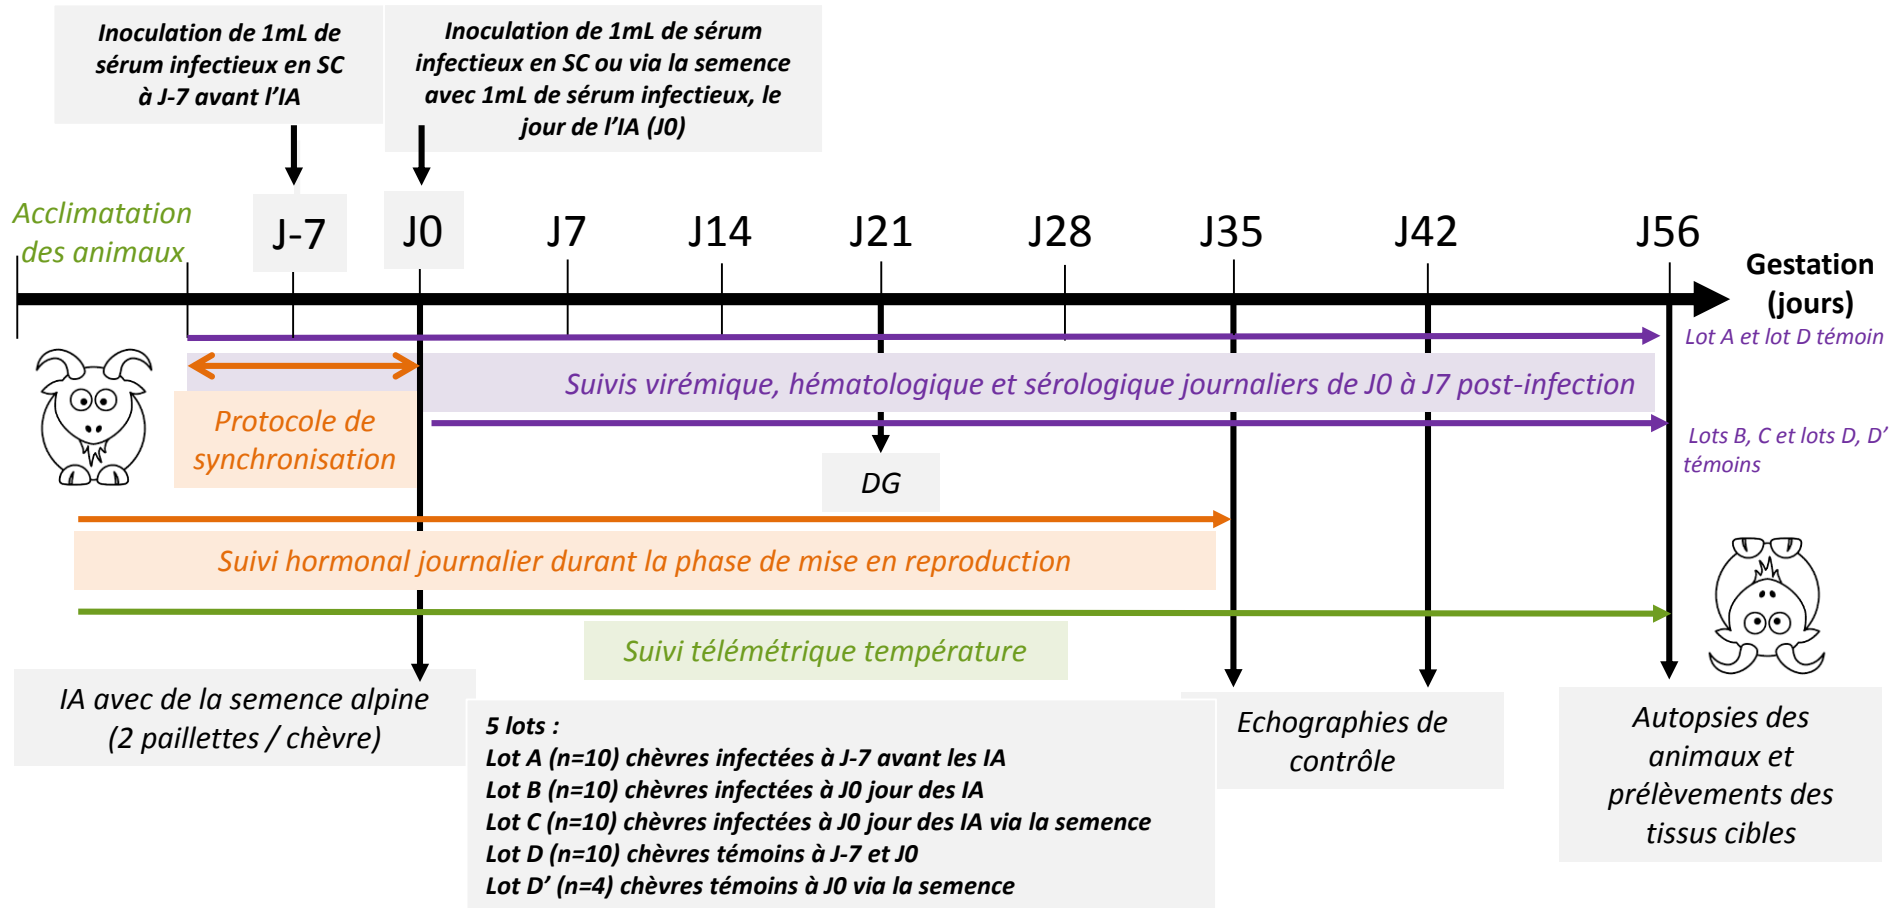 Inoculation de 1mL de
sérum infectieux en SC
à J-7 avant l’IA
Inoculation de 1mL de sérum
infectieux en SC ou via la semence
avec 1mL de sérum infectieux, le
jour de l’IA (J0)
Acclimatation
des animaux
J-7
J0
J7
J14
J21
J28
J35
J42
J56
Gestation
(jours)
Lot A et lot D témoin
Suivis virémique, hématologique et sérologique journaliers de J0 à J7 post-infection
Protocole de
synchronisation
Lots B, C et lots D, D’
témoins
DG
Suivi hormonal journalier durant la phase de mise en reproduction
Suivi télémétrique température
IA avec de la semence alpine
(2 paillettes / chèvre)
5 lots :
Lot A (n=10) chèvres infectées à J-7 avant les IA
Lot B (n=10) chèvres infectées à J0 jour des IA
Lot C (n=10) chèvres infectées à J0 jour des IA via la semence
Lot D (n=10) chèvres témoins à J-7 et J0
Lot D’ (n=4) chèvres témoins à J0 via la semence
Echographies de
contrôle
Autopsies des
animaux et
prélèvements des
tissus cibles